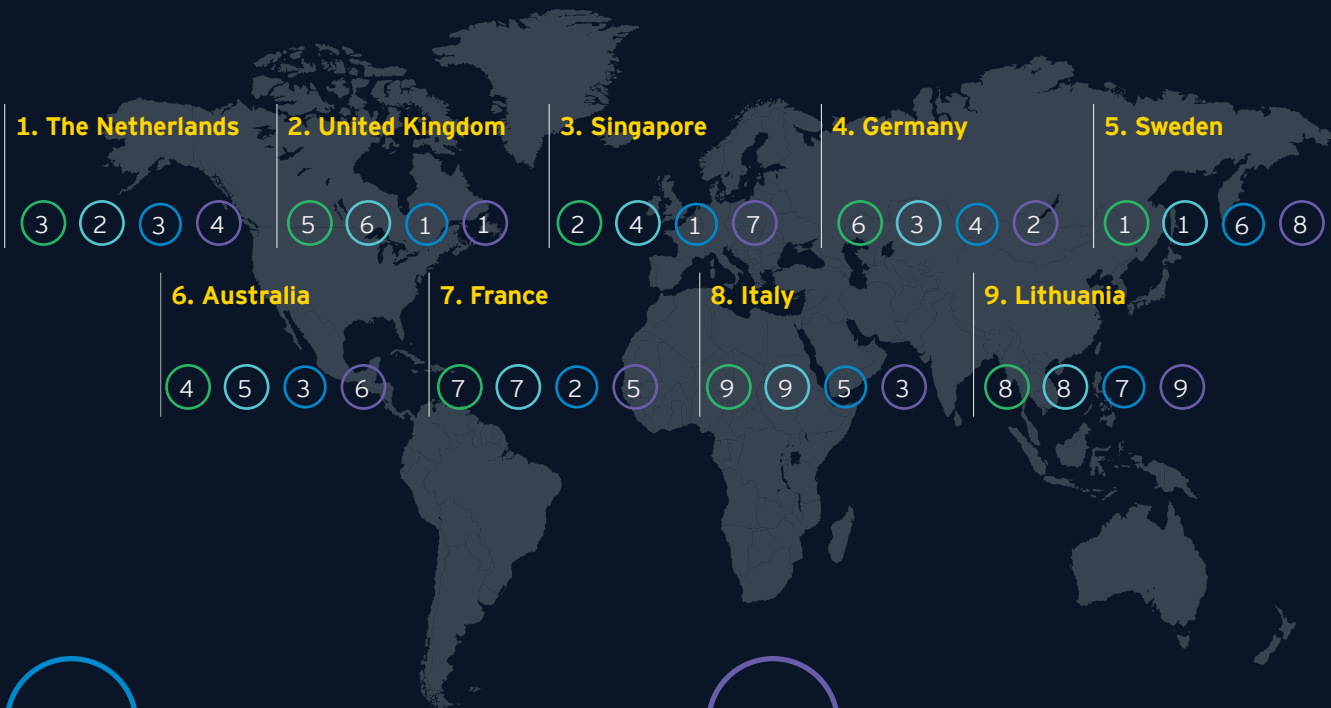 1. The Netherlands 2. United Kingdom 3. Singapore 4. Germany 5. Sweden
3 2 3 4 5 6 1 1 2 4 1 7 6 3 4 2 1 1 6 8
6. Australia 7. France 8. Italy 9. Lithuania
4 5 3 6 7 7 2 5 9 9 5 3 8 8 7 9